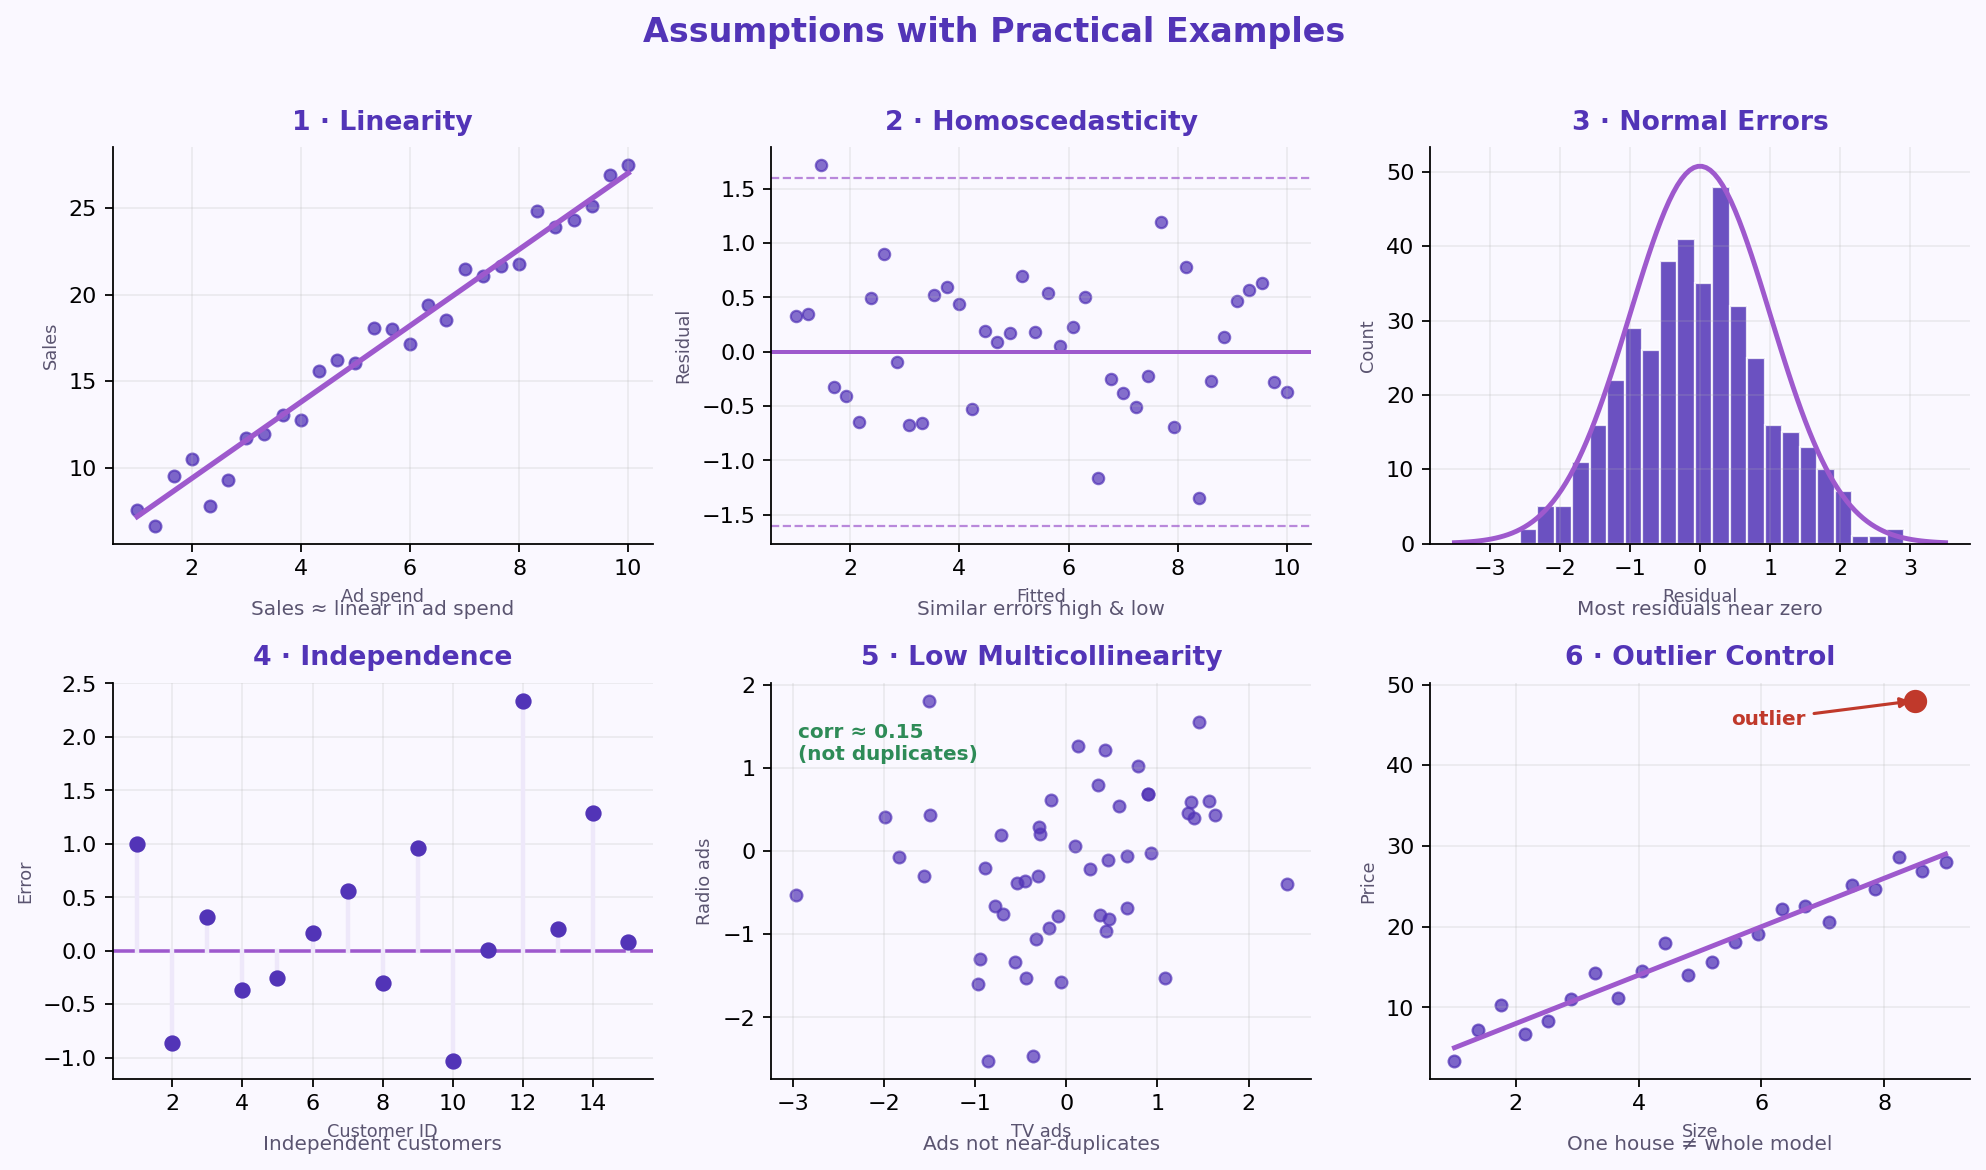 Assumptions with Practical Examples
1 · Linearity
Sales
25
20
15
10
2 4 6 8 10
Ad spend
Sales ≈ linear in ad spend
2 · Homoscedasticity
Residual
1.5
1.0
0.5
0.0
−0.5
−1.0
−1.5
2 4 6 8 10
Fitted
Similar errors high & low
3 · Normal Errors
Count
50
40
30
20
10
0
−3 −2 −1 0 1 2 3
Residual
Most residuals near zero
4 · Independence
Error
2.5
2.0
1.5
1.0
0.5
0.0
−0.5
−1.0
2 4 6 8 10 12 14
Customer ID
Independent customers
5 · Low Multicollinearity
Radio ads
2
1
0
−1
−2
corr ≈ 0.15
(not duplicates)
−3 −2 −1 0 1 2
TV ads
Ads not near-duplicates
6 · Outlier Control
Price
50
40
30
20
10
outlier
2 4 6 8
Size
One house ≠ whole model